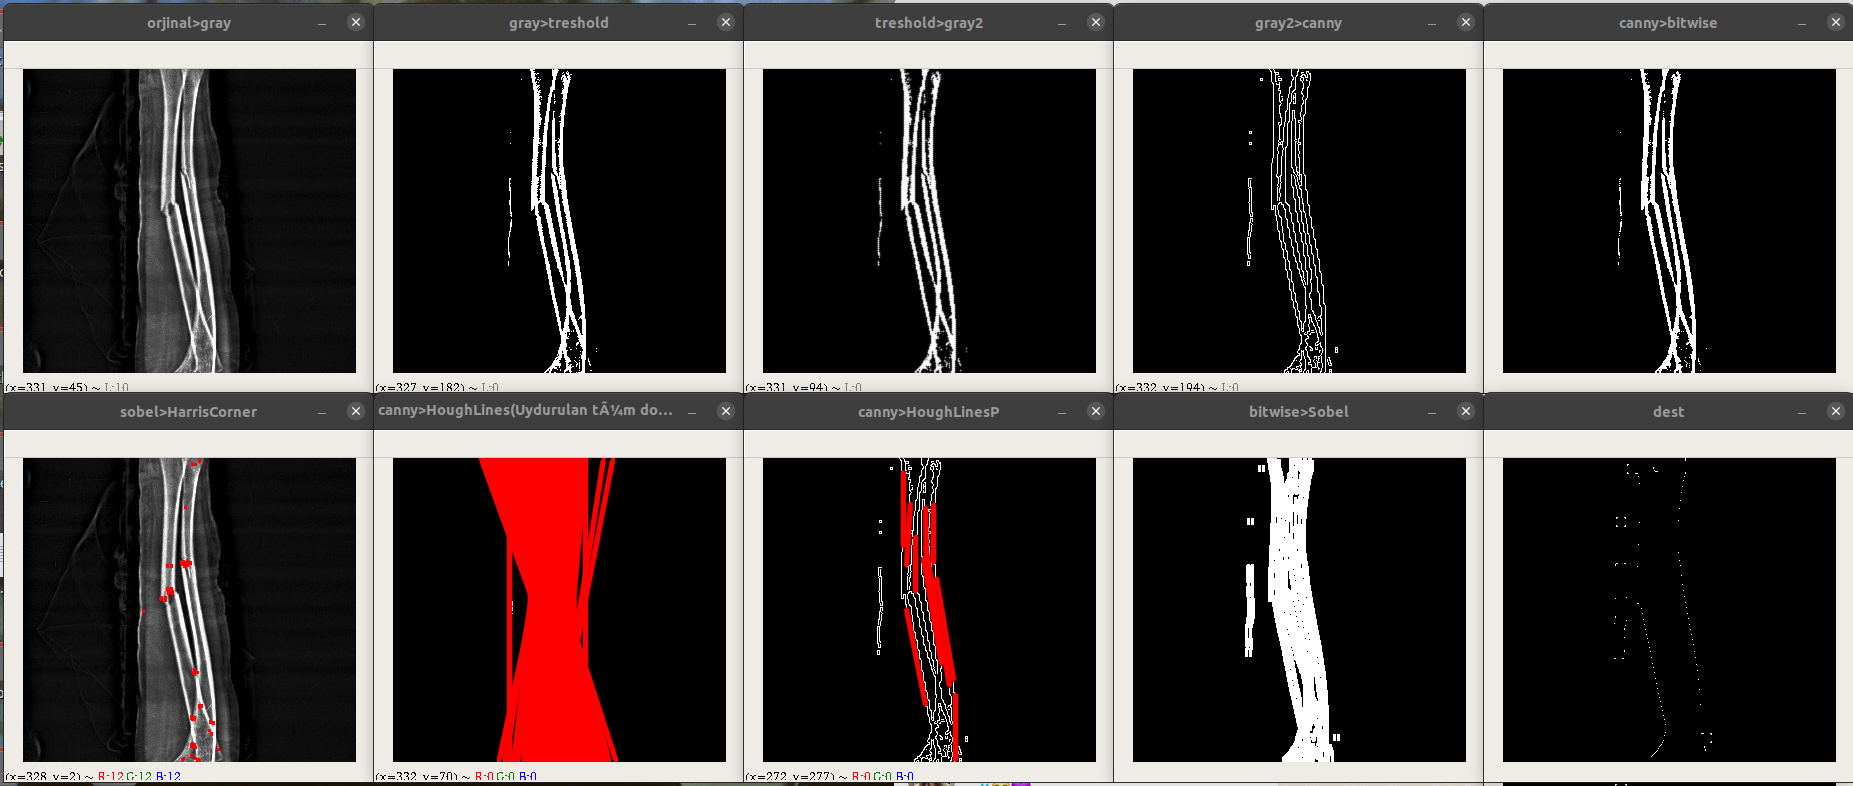 orjinal>gray
gray>treshold
treshold>gray2
gray2>canny
canny>bitwise
(x=331, y=45) ~ L:10
(x=327, y=182) ~ L:0
(x=331, y=94) ~ L:0
(x=332, y=194) ~ L:0
sobel>HarrisCorner
canny>HoughLines(Uydurulan tÃ¼m do...
canny>HoughLinesP
bitwise>Sobel
dest
(x=328, y=2) ~ R:12 G:12 B:12
(x=332, y=70) ~ R:0 G:0 B:0
(x=272, y=277) ~ R:0 G:0 B:0